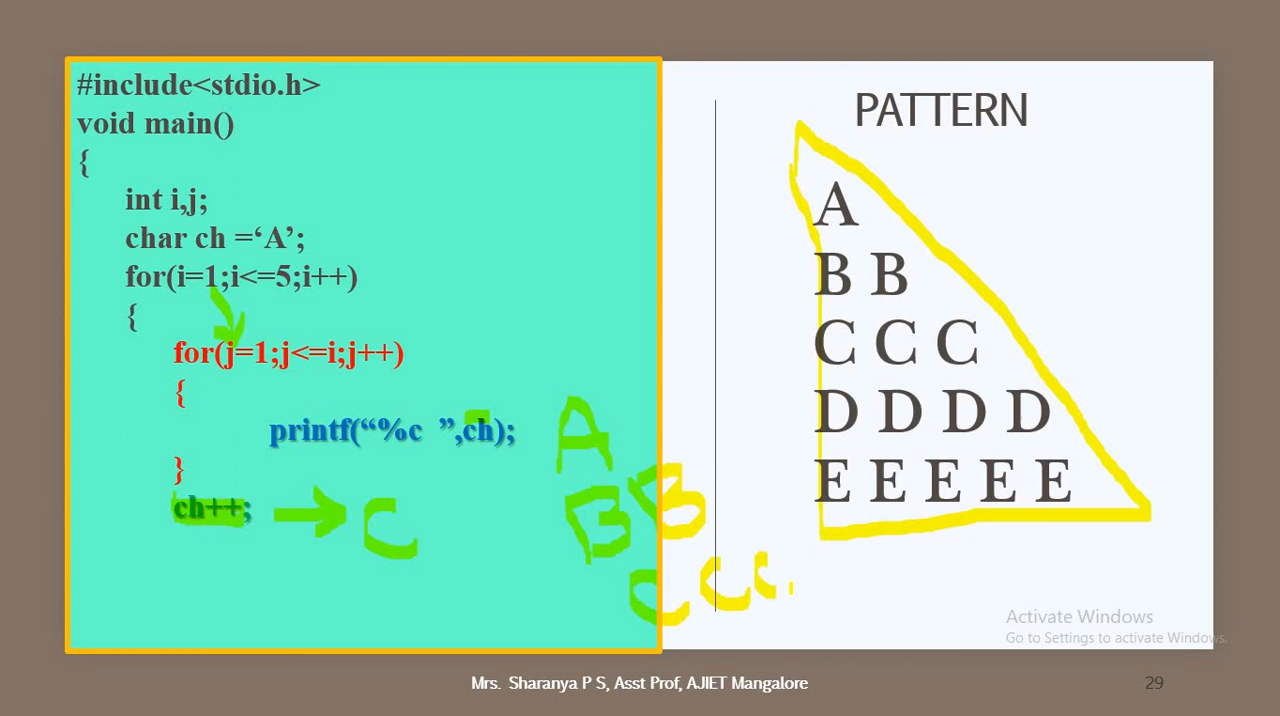 #include<stdio.h>
void main()
{
int i,j;
char ch =‘A’;
for(i=1;i<=5;i++)
{
for(j=1;j<=i;j++)
{
printf(“%c ”,ch);
}
ch++;
C
A
B B
C C C.
PATTERN
A
B B
C C C
D D D D
E E E E E
Activate Windows
Go to Settings to activate Windows.
Mrs. Sharanya P S, Asst Prof, AJIET Mangalore
29